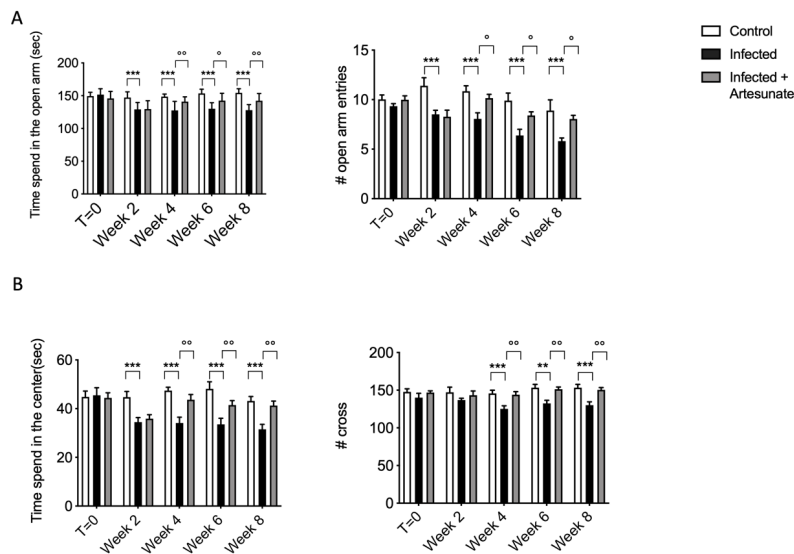 A
Control
Infected
Infected +
Artesunate
Time spend in the open arm (sec)
200
150
100
50
0
*** *** °° *** ° *** °°
T=0 Week 2 Week 4 Week 6 Week 8
# open arm entries
15
10
5
0
*** *** ° *** ° *** °
T=0 Week 2 Week 4 Week 6 Week 8
B
Time spend in the center(sec)
60
40
20
0
*** *** °° *** °° *** °°
T=0 Week 2 Week 4 Week 6 Week 8
# cross
200
150
100
50
0
*** °° ** °° *** °°
T=0 Week 2 Week 4 Week 6 Week 8